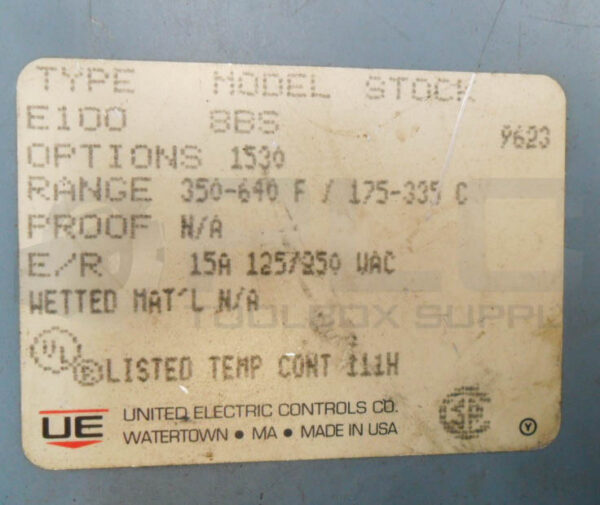 TYPE MODEL STOCK
E100 8BS
9623
OPTIONS 1530
RANGE 350-640 F / 175-335 C
PROOF N/A
E/R 15A 125/250 VAC
WETTED MAT'L N/A
TOOLBOX SUPPLY
UL R LISTED TEMP CONT 111H
UE UNITED ELECTRIC CONTROLS CO.
WATERTOWN • MA • MADE IN USA
Y